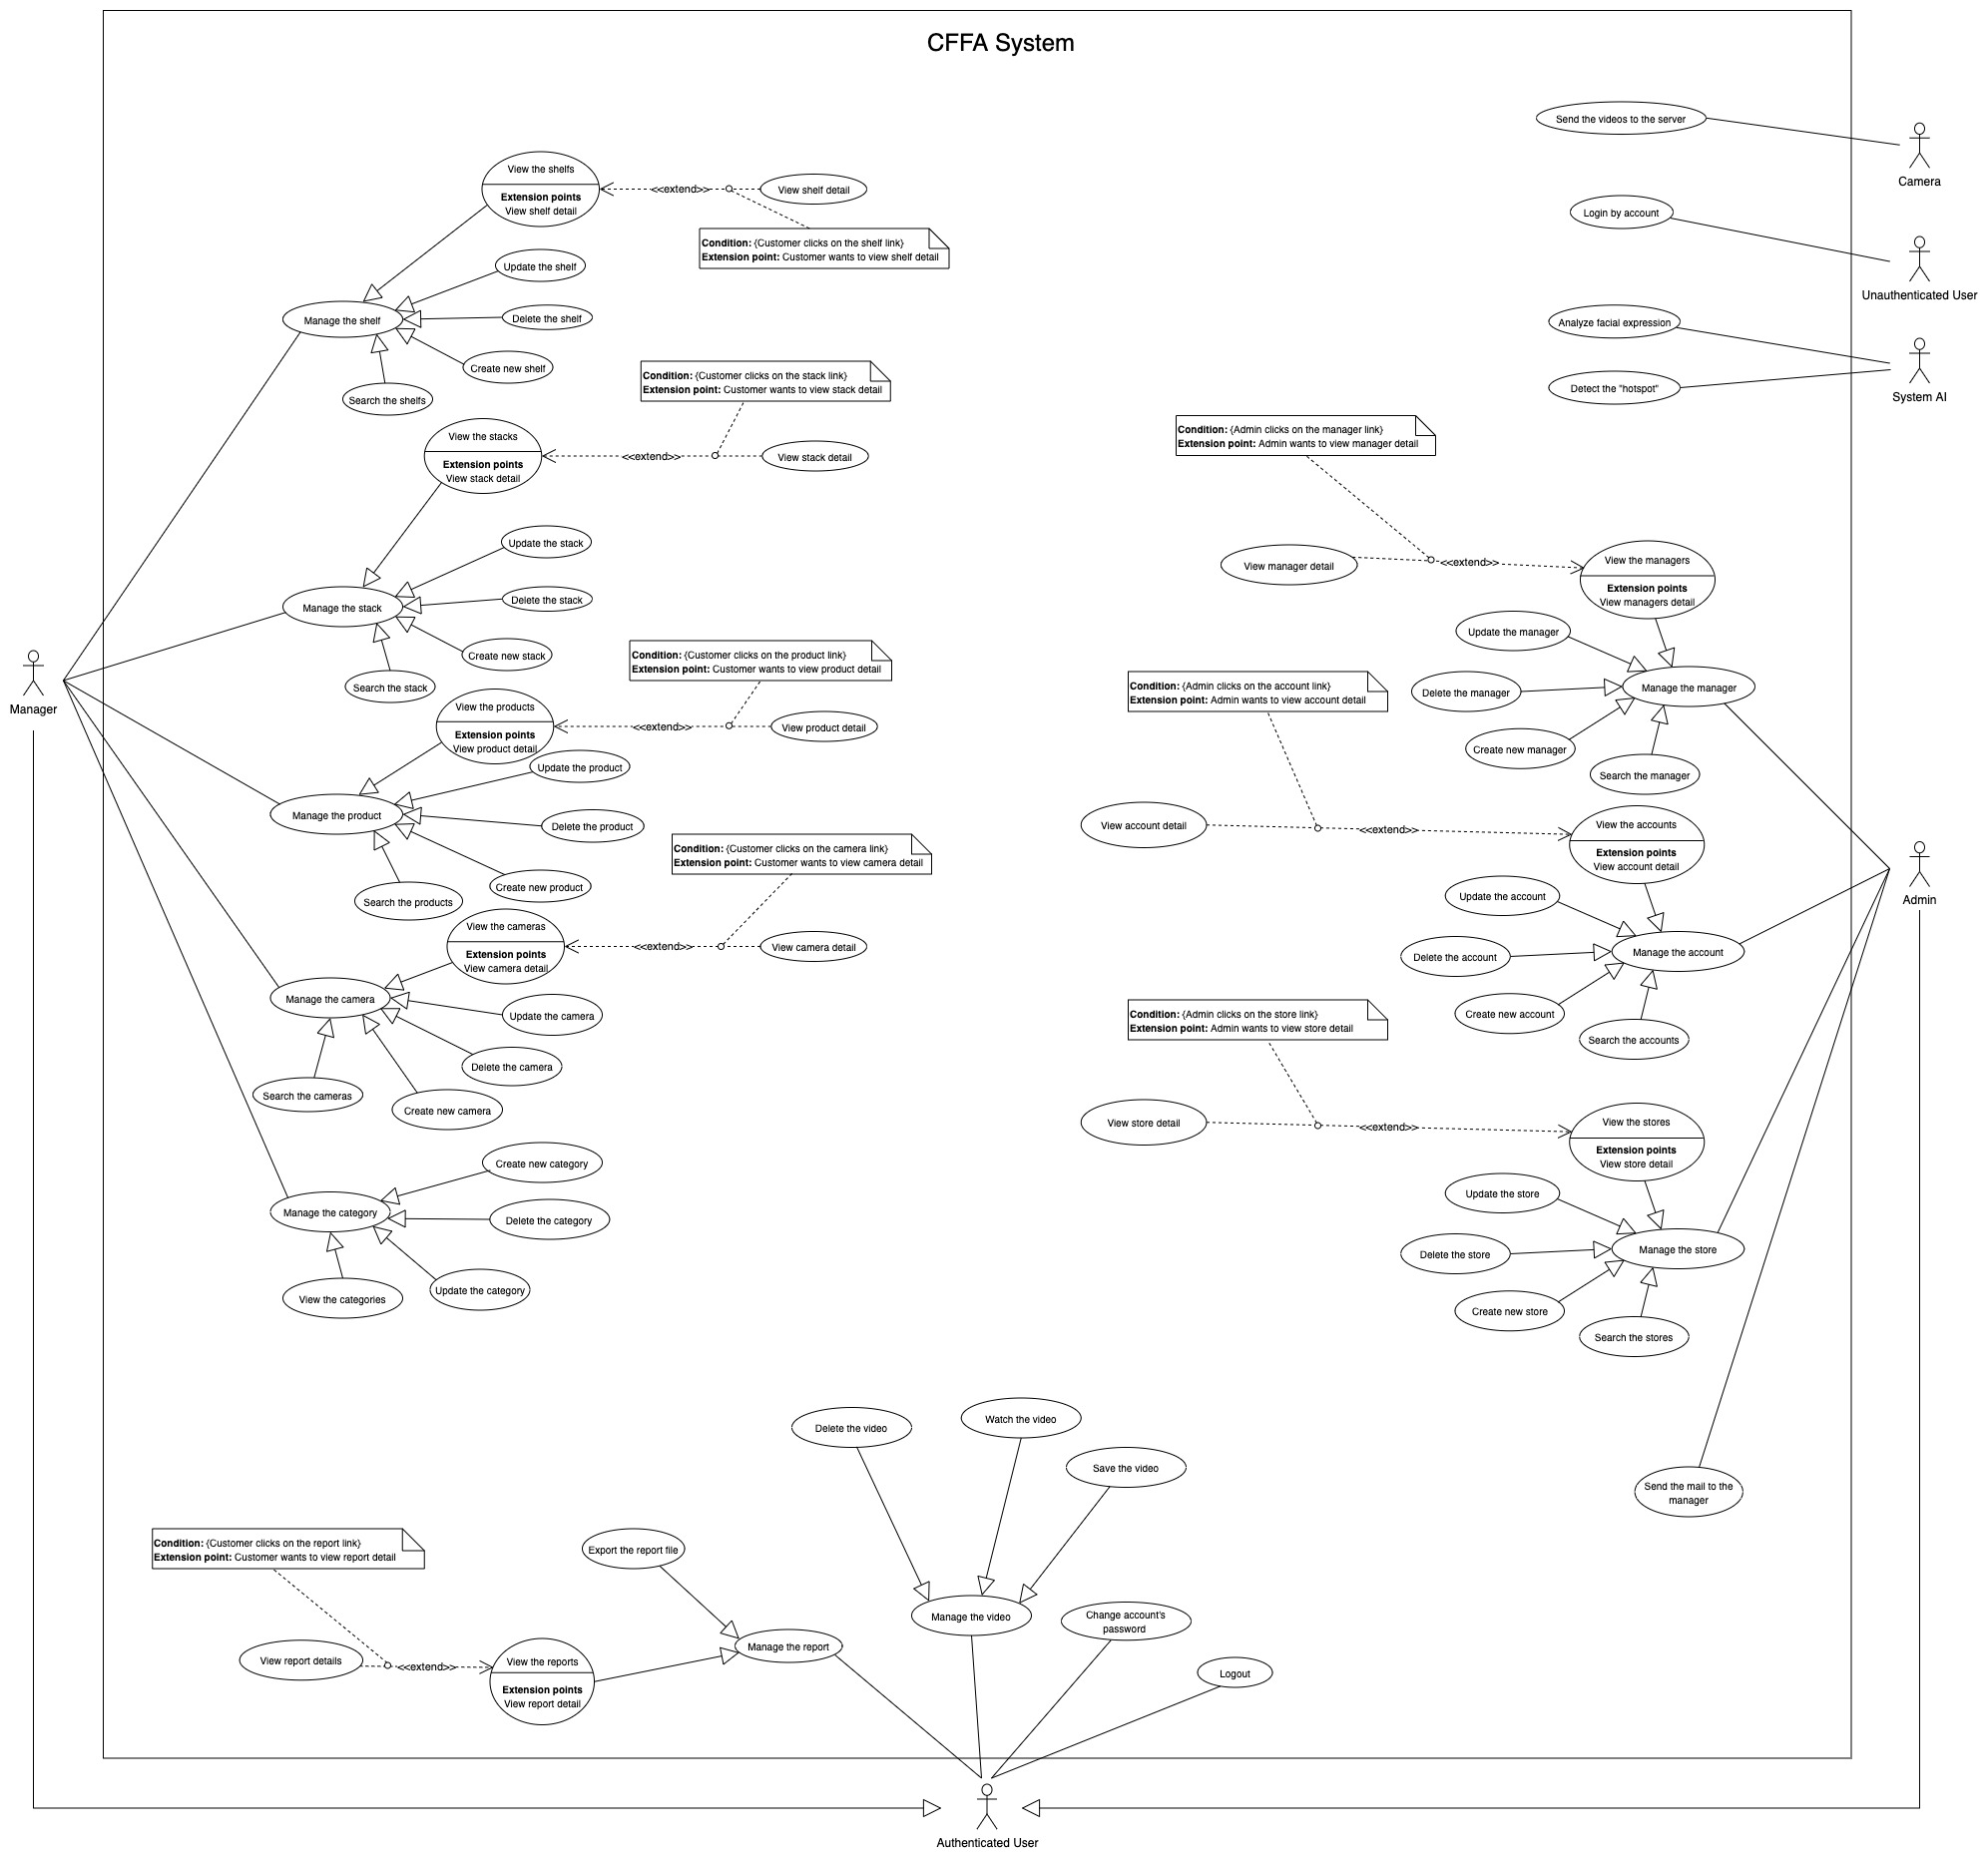 CFFA System
Send the videos to the server
Camera
Login by account
Unauthenticated User
Analyze facial expression
Detect the "hotspot"
System AI
View the shelfs
Extension points
View shelf detail
<<extend>>
View shelf detail
Condition: {Customer clicks on the shelf link}
Extension point: Customer wants to view shelf detail
Update the shelf
Manage the shelf
Delete the shelf
Create new shelf
Search the shelfs
Condition: {Customer clicks on the stack link}
Extension point: Customer wants to view stack detail
View the stacks
Extension points
View stack detail
<<extend>>
View stack detail
Update the stack
Manage the stack
Delete the stack
Create new stack
Search the stack
Manager
Condition: {Customer clicks on the product link}
Extension point: Customer wants to view product detail
View the products
Extension points
View product detail
<<extend>>
View product detail
Update the product
Manage the product
Delete the product
Create new product
Search the products
Condition: {Customer clicks on the camera link}
Extension point: Customer wants to view camera detail
View the cameras
Extension points
View camera detail
<<extend>>
View camera detail
Manage the camera
Update the camera
Delete the camera
Search the cameras
Create new camera
Create new category
Manage the category
Delete the category
View the categories
Update the category
Condition: {Admin clicks on the manager link}
Extension point: Admin wants to view manager detail
View manager detail
<<extend>>
View the managers
Extension points
View managers detail
Update the manager
Delete the manager
Manage the manager
Create new manager
Search the manager
Condition: {Admin clicks on the account link}
Extension point: Admin wants to view account detail
View account detail
<<extend>>
View the accounts
Extension points
View account detail
Admin
Update the account
Delete the account
Manage the account
Create new account
Search the accounts
Condition: {Admin clicks on the store link}
Extension point: Admin wants to view store detail
View store detail
<<extend>>
View the stores
Extension points
View store detail
Update the store
Delete the store
Manage the store
Create new store
Search the stores
Send the mail to the
manager
Delete the video
Watch the video
Save the video
Manage the video
Condition: {Customer clicks on the report link}
Extension point: Customer wants to view report detail
Export the report file
View report details
<<extend>>
View the reports
Extension points
View report detail
Manage the report
Change account's
password
Logout
Authenticated User